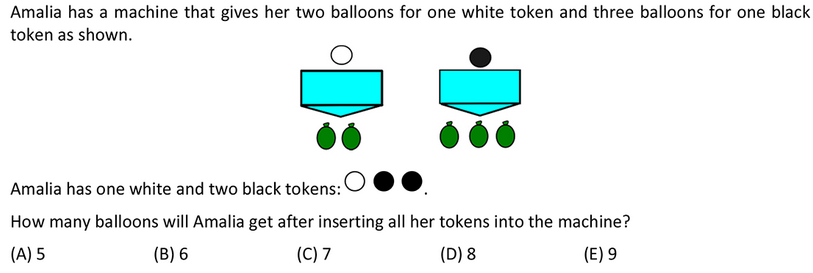 Amalia has a machine that gives her two balloons for one white token and three balloons for one black
token as shown.
Amalia has one white and two black tokens: .
How many balloons will Amalia get after inserting all her tokens into the machine?
(A) 5 (B) 6 (C) 7 (D) 8 (E) 9